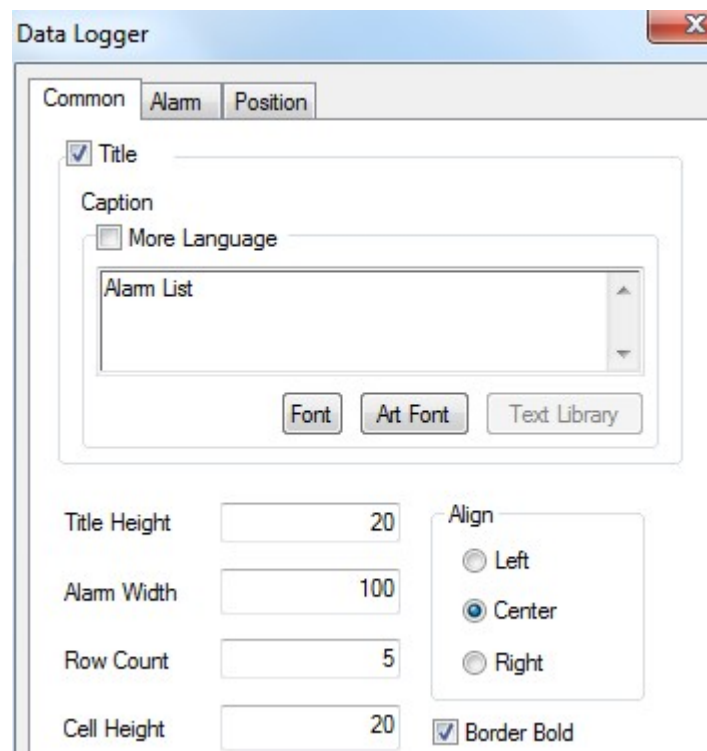 Data Logger
Common Alarm Position
Title
Caption
More Language
Alarm List
Font Art Font Text Library
Title Height 20 Align
Left
Alarm Width 100
Center
Row Count 5 Right
Cell Height 20 Border Bold